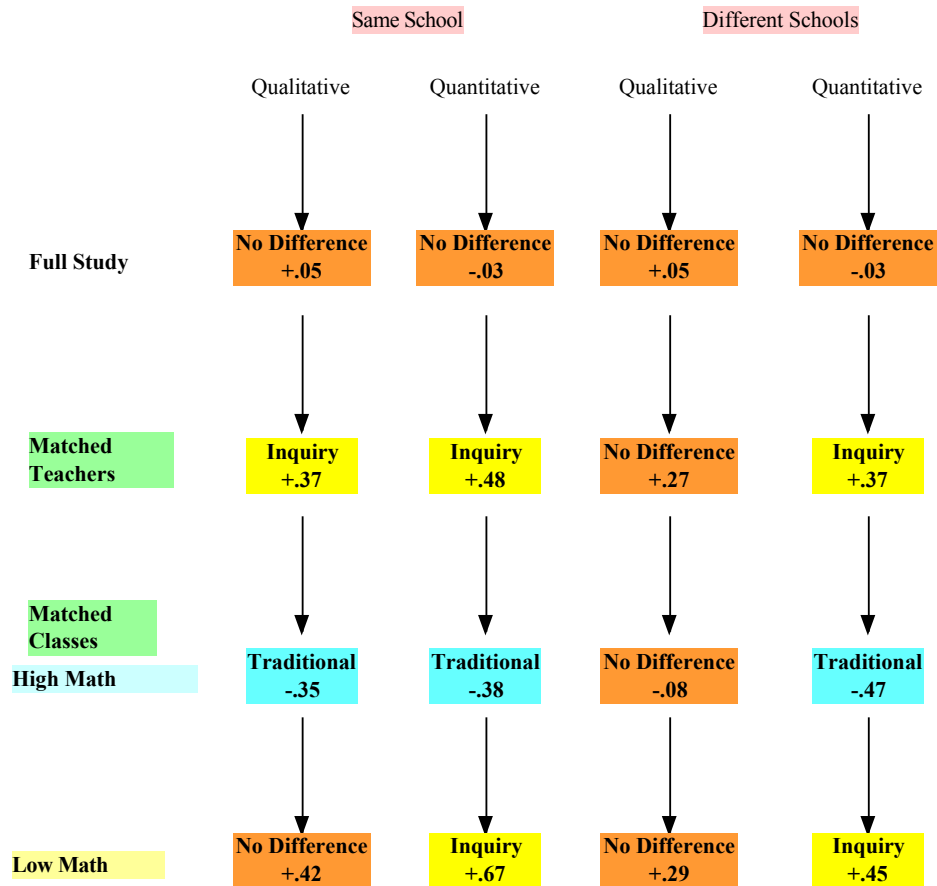 Same School
Different Schools
Qualitative
Quantitative
Qualitative
Quantitative
Full Study
No Difference
+.05
No Difference
-.03
No Difference
+.05
No Difference
-.03
Matched
Teachers
Inquiry
+.37
Inquiry
+.48
No Difference
+.27
Inquiry
+.37
Matched
Classes
High Math
Traditional
-.35
Traditional
-.38
No Difference
-.08
Traditional
-.47
Low Math
No Difference
+.42
Inquiry
+.67
No Difference
+.29
Inquiry
+.45